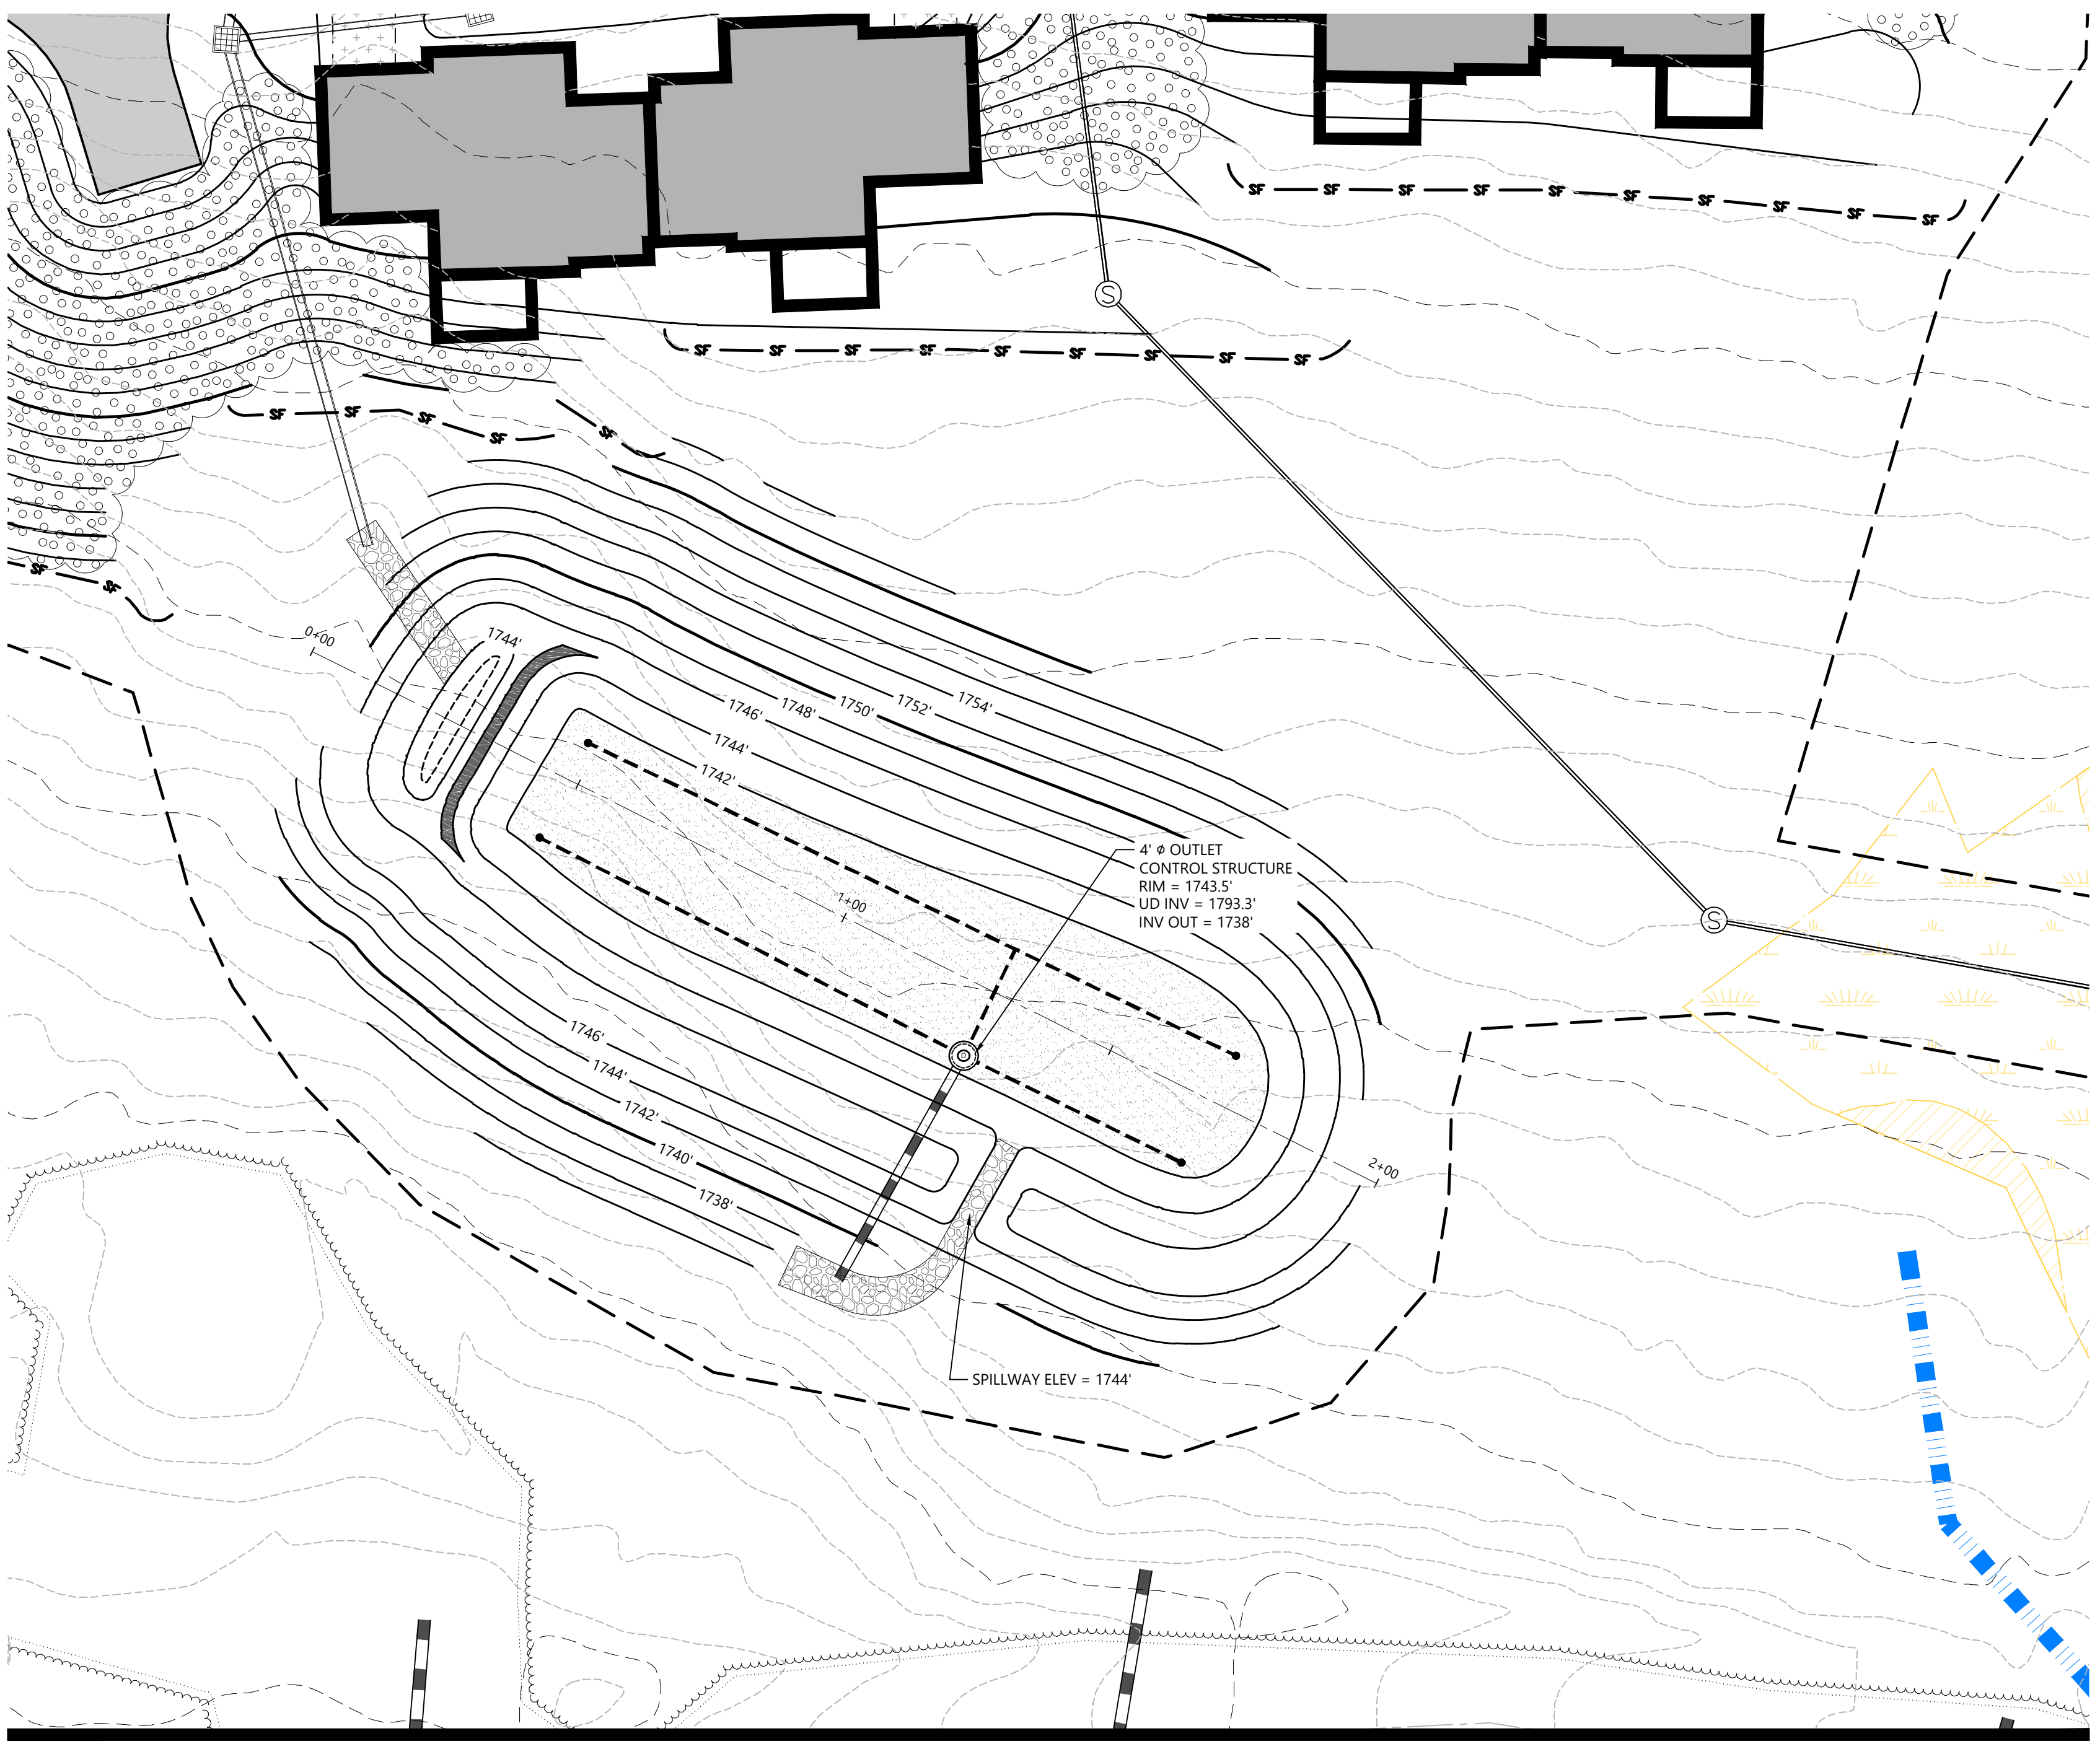 SF SF SF SF SF SF SF SF SF SF
S
SF SF SF SF SF SF SF SF SF
SF SF SF SF SF
SF SF
0+00
1744'
1746' 1748' 1750' 1752' 1754'
1744'
1742'
4' ⌀ OUTLET
CONTROL STRUCTURE
RIM = 1743.5'
UD INV = 1793.3'
INV OUT = 1738'
1+00
S
1746'
1744'
1742'
1740'
1738'
2+00
SPILLWAY ELEV = 1744'